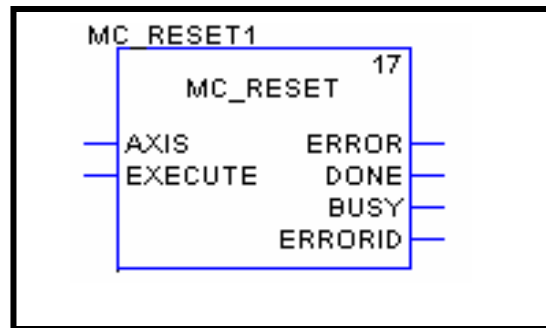 MC_RESET1
17
MC_RESET
AXIS ERROR
EXECUTE DONE
BUSY
ERRORID